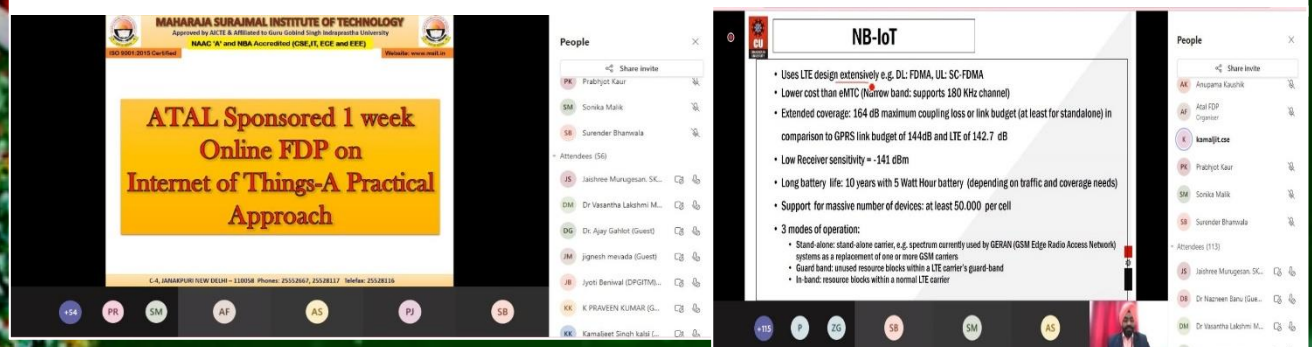 MAHARAJA SURAJMAL INSTITUTE OF TECHNOLOGY
Approved by AICTE & Affiliated to Guru Gobind Singh Indraprastha University
NAAC 'A' and NBA Accredited (CSE,IT, ECE and EEE)
ISO 9001:2015 Certified
Website: www.msit.in
ATAL Sponsored 1 week
Online FDP on
Internet of Things-A Practical
Approach
C-4, JANAKPURI NEW DELHI – 110058 Phones: 25552667, 25528117 Telefax: 25528116
+54
PR
SM
AF
AS
PJ
SB
People
Share invite
PK Prabhjot Kaur
SM Sonika Malik
SB Surender Bhanwala
Attendees (56)
JS Jaishree Murugesan. SK...
DM Dr Vasantha Lakshmi M...
DG Dr. Ajay Gahlot (Guest)
JM jignesh mevada (Guest)
JB Jyoti Beniwal (DPGITM)...
KK K PRAVEEN KUMAR (G...
KK Kamaljeet Singh kalsi (...
CU
NB-IoT
• Uses LTE design extensively e.g. DL: FDMA, UL: SC-FDMA
• Lower cost than eMTC (Narrow band: supports 180 KHz channel)
• Extended coverage: 164 dB maximum coupling loss or link budget (at least for standalone) in
comparison to GPRS link budget of 144dB and LTE of 142.7 dB
• Low Receiver sensitivity = -141 dBm
• Long battery life: 10 years with 5 Watt Hour battery (depending on traffic and coverage needs)
• Support for massive number of devices: at least 50.000 per cell
• 3 modes of operation:
• Stand-alone: stand-alone carrier, e.g. spectrum currently used by GERAN (GSM Edge Radio Access Network)
systems as a replacement of one or more GSM carriers
• Guard band: unused resource blocks within a LTE carrier's guard-band
• In-band: resource blocks within a normal LTE carrier
+115
P
ZG
SB
SM
AS
People
Share invite
AK Anupama Kaushik
AF Atal FDP
Organiser
K kamaljit.cse
PK Prabhjot Kaur
SM Sonika Malik
SB Surender Bhanwala
Attendees (113)
JS Jaishree Murugesan. SK...
DB Dr Nazneen Banu (Gue...
DM Dr Vasantha Lakshmi M...